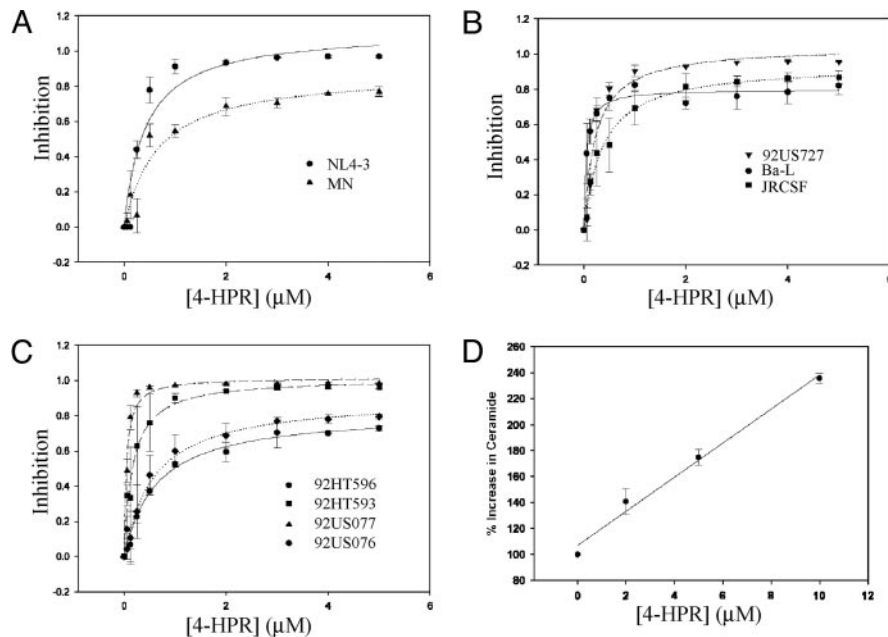 A
1.2
1.0
0.8
0.6
0.4
0.2
0.0
-0.2
Inhibition
0
2
4
6
[4-HPR] (µM)
NL4-3
MN
B
1.2
1.0
0.8
0.6
0.4
0.2
0.0
-0.2
Inhibition
0
2
4
6
[4-HPR] (µM)
92US727
Ba-L
JRCSF
C
1.2
1.0
0.8
0.6
0.4
0.2
0.0
-0.2
Inhibition
0
2
4
6
[4-HPR] (µM)
92HT596
92HT593
92US077
92US076
D
260
240
220
200
180
160
140
120
100
80
% Increase in Ceramide
0
2
4
6
8
10
12
[4-HPR] (µM)